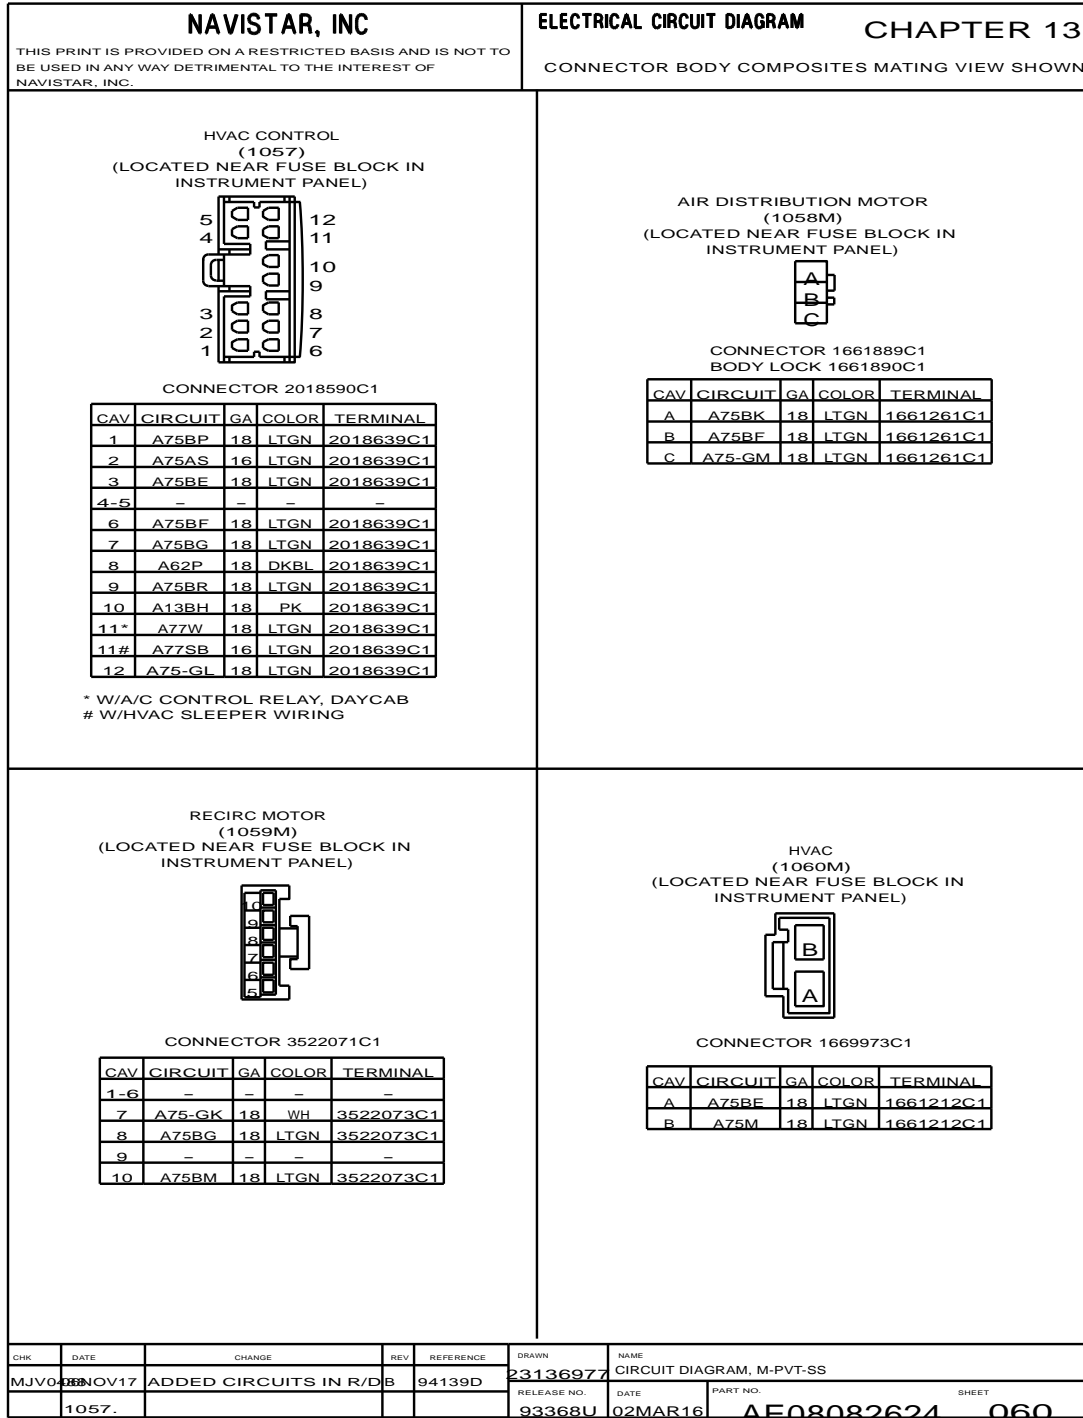 NAVISTAR, INC
THIS PRINT IS PROVIDED ON A RESTRICTED BASIS AND IS NOT TO
BE USED IN ANY WAY DETRIMENTAL TO THE INTEREST OF
NAVISTAR, INC.
ELECTRICAL CIRCUIT DIAGRAM CHAPTER 13
CONNECTOR BODY COMPOSITES MATING VIEW SHOWN
HVAC CONTROL
(1057)
(LOCATED NEAR FUSE BLOCK IN
INSTRUMENT PANEL)
5 12
4 11
10
9
3 8
2 7
1 6
CONNECTOR 2018590C1
CAV CIRCUIT GA COLOR TERMINAL
1 A75BP 18 LTGN 2018639C1
2 A75AS 16 LTGN 2018639C1
3 A75BE 18 LTGN 2018639C1
4-5 – – – –
6 A75BF 18 LTGN 2018639C1
7 A75BG 18 LTGN 2018639C1
8 A62P 18 DKBL 2018639C1
9 A75BR 18 LTGN 2018639C1
10 A13BH 18 PK 2018639C1
11* A77W 18 LTGN 2018639C1
11# A77SB 16 LTGN 2018639C1
12 A75-GL 18 LTGN 2018639C1
* W/A/C CONTROL RELAY, DAYCAB
# W/HVAC SLEEPER WIRING
AIR DISTRIBUTION MOTOR
(1058M)
(LOCATED NEAR FUSE BLOCK IN
INSTRUMENT PANEL)
A
B
C
CONNECTOR 1661889C1
BODY LOCK 1661890C1
CAV CIRCUIT GA COLOR TERMINAL
A A75BK 18 LTGN 1661261C1
B A75BF 18 LTGN 1661261C1
C A75-GM 18 LTGN 1661261C1
RECIRC MOTOR
(1059M)
(LOCATED NEAR FUSE BLOCK IN
INSTRUMENT PANEL)
10
9
8
7
6
5
CONNECTOR 3522071C1
CAV CIRCUIT GA COLOR TERMINAL
1-6 – – – –
7 A75-GK 18 WH 3522073C1
8 A75BG 18 LTGN 3522073C1
9 – – – –
10 A75BM 18 LTGN 3522073C1
HVAC
(1060M)
(LOCATED NEAR FUSE BLOCK IN
INSTRUMENT PANEL)
B
A
CONNECTOR 1669973C1
CAV CIRCUIT GA COLOR TERMINAL
A A75BE 18 LTGN 1661212C1
B A75M 18 LTGN 1661212C1
CHK DATE CHANGE REV REFERENCE
ADDED CIRCUITS IN R/D B 94139D
1057.
DRAWN 23136977
NAME CIRCUIT DIAGRAM, M-PVT-SS
RELEASE NO. 93368U
DATE 02MAR16
PART NO. AE08082624
SHEET 060